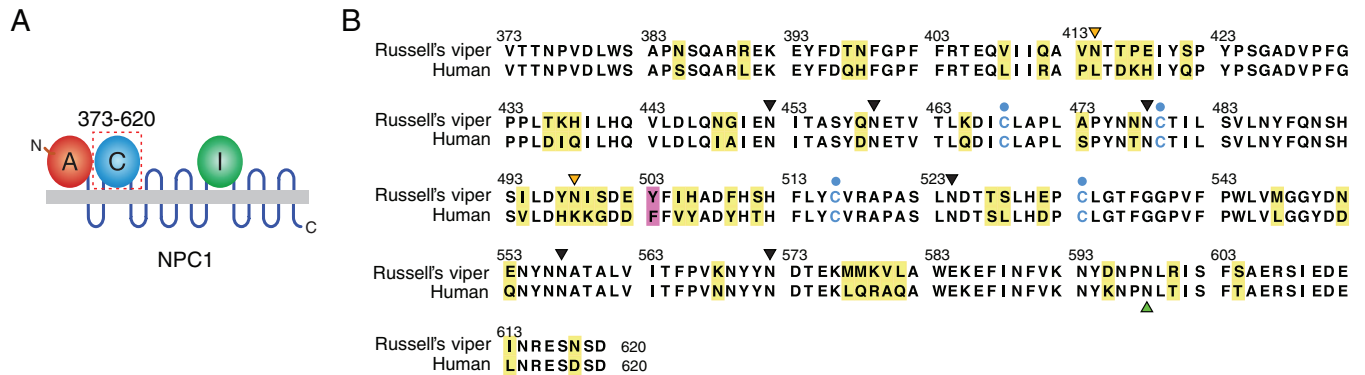 A
B
373-620
N
A
C
I
C
NPC1
373 383 393 403 413 423
Russell's viper VTTNPVDLWS APNSQARREK EYFDTNFGPF FRTEQVIIQA VNTTPEIYSP YPSGADVPFG
Human VTTNPVDLWS APSSQARLEK EYFDQHFGPF FRTEQLIIRA PLTDKHIYQP YPSGADVPFG
433 443 453 463 473 483
Russell's viper PPLTKHILHQ VLDLQNGIEN ITASYQNETV TLKDICLAPL APYNNNCTIL SVLNYFQNSH
Human PPLDIQILHQ VLDLQIAIEN ITASYDNETV TLQDICLAPL SPYNTNCTIL SVLNYFQNSH
493 503 513 523 543
Russell's viper SILDYNISDE YFIHADFHSH FLYCVRAPAS LNDTTSLHEP CLGTFGGPVF PWLVMGGYDN
Human SVLDHKKGDD FFVYADYHTH FLYCVRAPAS LNDTSLLHDP CLGTFGGPVF PWLVLGGYDD
553 563 573 583 593 603
Russell's viper ENYNNATALV ITFPVKNYYN DTEKMMKVLA WEKEFINFVK NYDNPNLRIS FSAERSIEDE
Human QNYNNATALV ITFPVNNYYN DTEKLQRAQA WEKEFINFVK NYKNPNLTIS FTAERSIEDE
613
Russell's viper INRESNSD 620
Human LNRESDSD 620